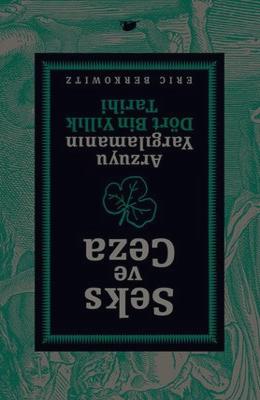 Seks
ve
Ceza
Arzuyu
Yargılamanın
Dört Bin Yıllık
Tarihi
ERIC BERKOWITZ